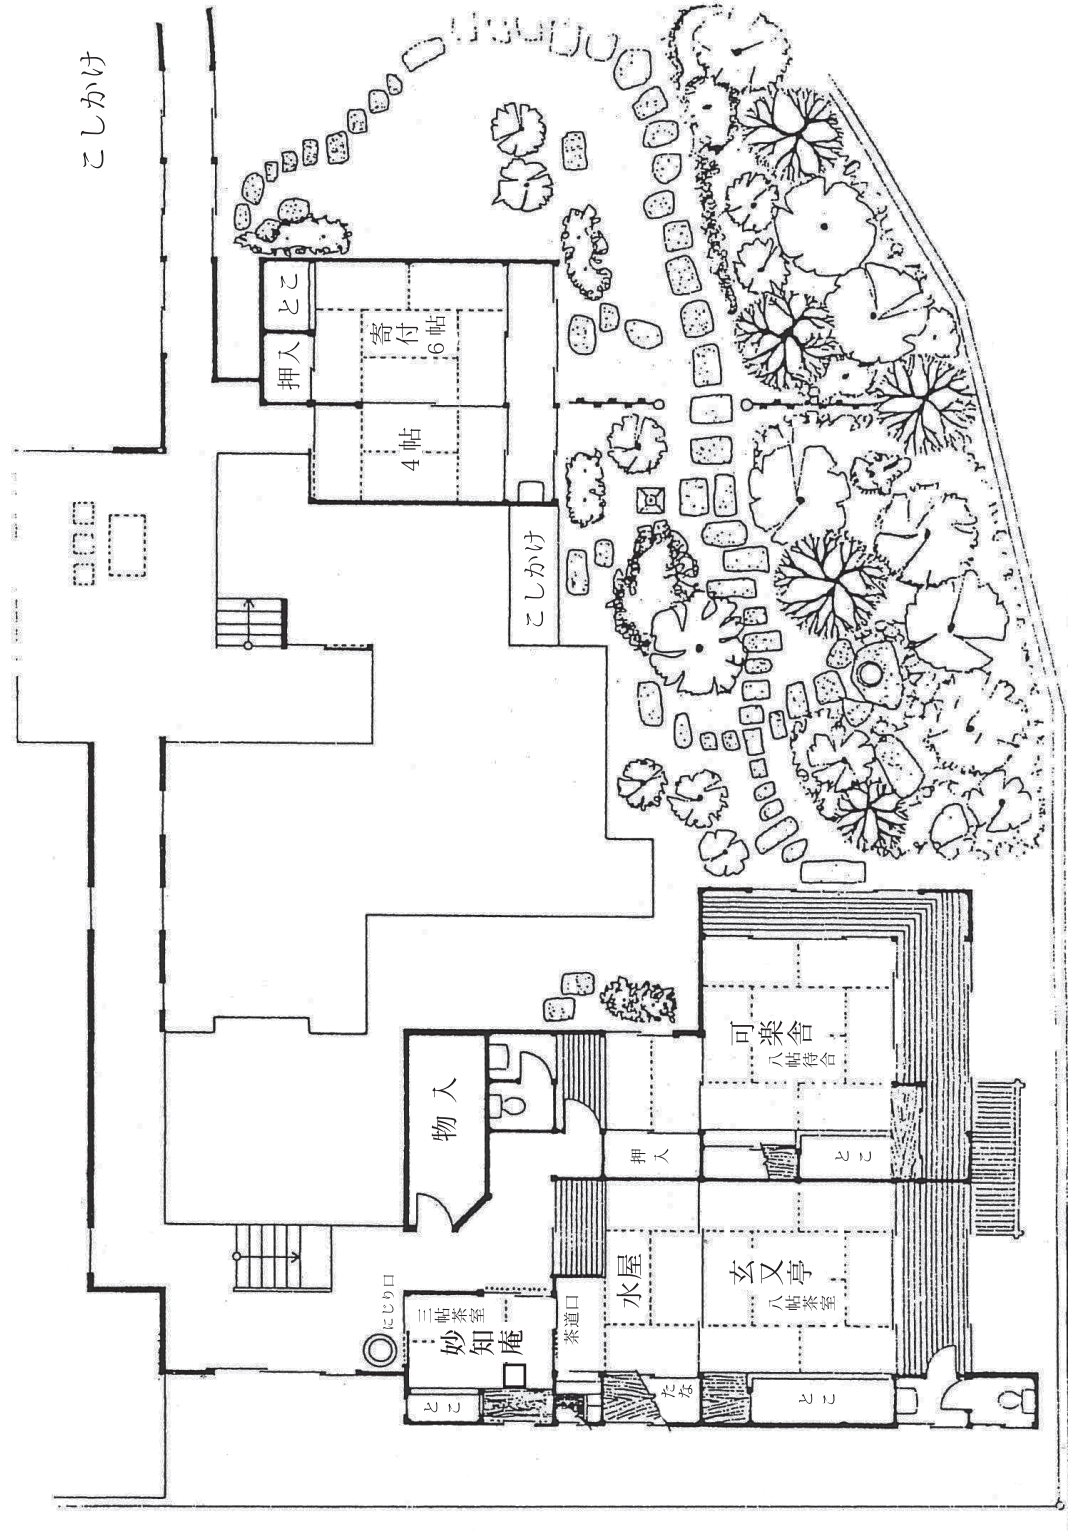 こしかけ
とこ
押入
寄付
6帖
4帖
こしかけ
物入
可楽舎
八帖待合
押入
とこ
水屋
玄又亭
八帖茶室
にじり口
三帖茶室
妙知庵
茶道口
とこ
たな
とこ